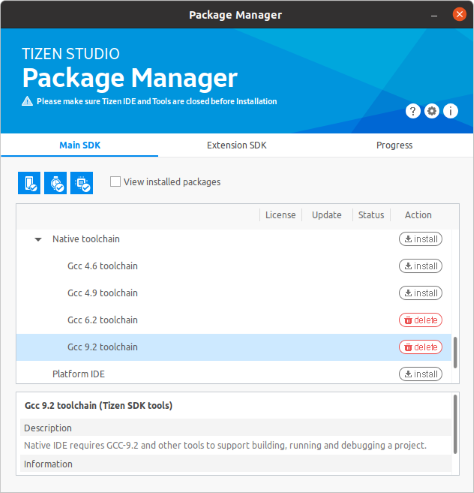 Package Manager
TIZEN STUDIO
Package Manager
Please make sure Tizen IDE and Tools are closed before Installation
Main SDK Extension SDK Progress
View installed packages
License Update Status Action
Native toolchain install
Gcc 4.6 toolchain install
Gcc 4.9 toolchain install
Gcc 6.2 toolchain delete
Gcc 9.2 toolchain delete
Platform IDE install
Gcc 9.2 toolchain (Tizen SDK tools)
Description
Native IDE requires GCC-9.2 and other tools to support building, running and debugging a project.
Information